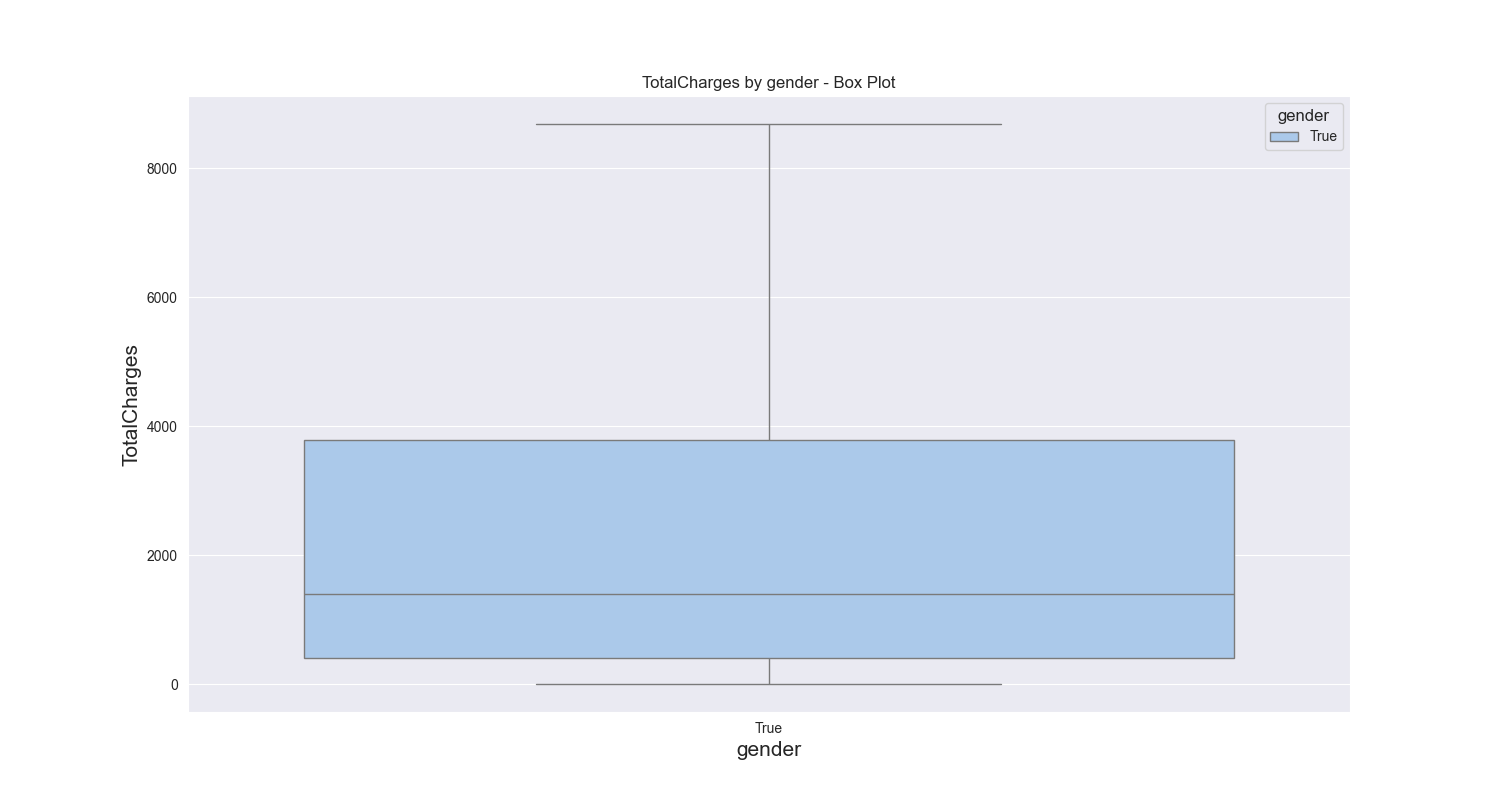 TotalCharges by gender - Box Plot
gender
True
TotalCharges
8000
6000
4000
2000
0
True
gender